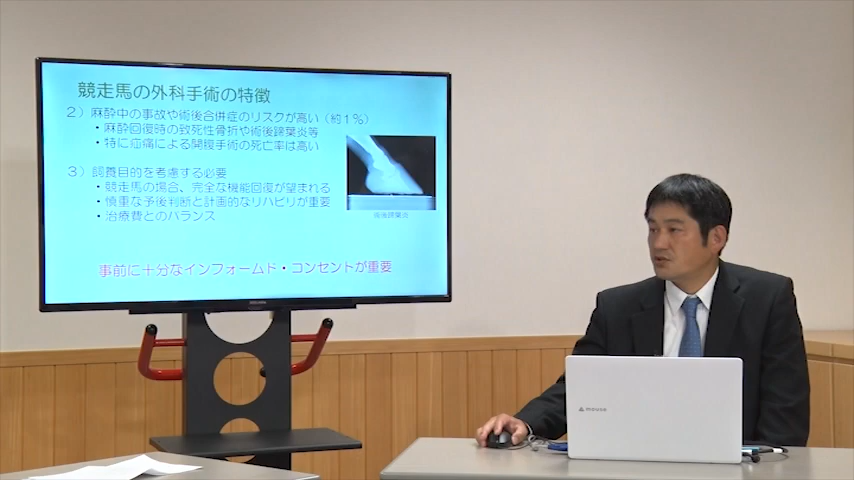 競走馬の外科手術の特徴
2）麻酔中の事故や術後合併症のリスクが高い（約１％）
・麻酔回復時の致死性骨折や術後蹄葉炎等
・特に疝痛による開腹手術の死亡率は高い
3）飼養目的を考慮する必要
・競走馬の場合、完全な機能回復が望まれる
・慎重な予後判断と計画的なリハビリが重要
・治療費とのバランス
術後蹄葉炎
事前に十分なインフォームド・コンセントが重要